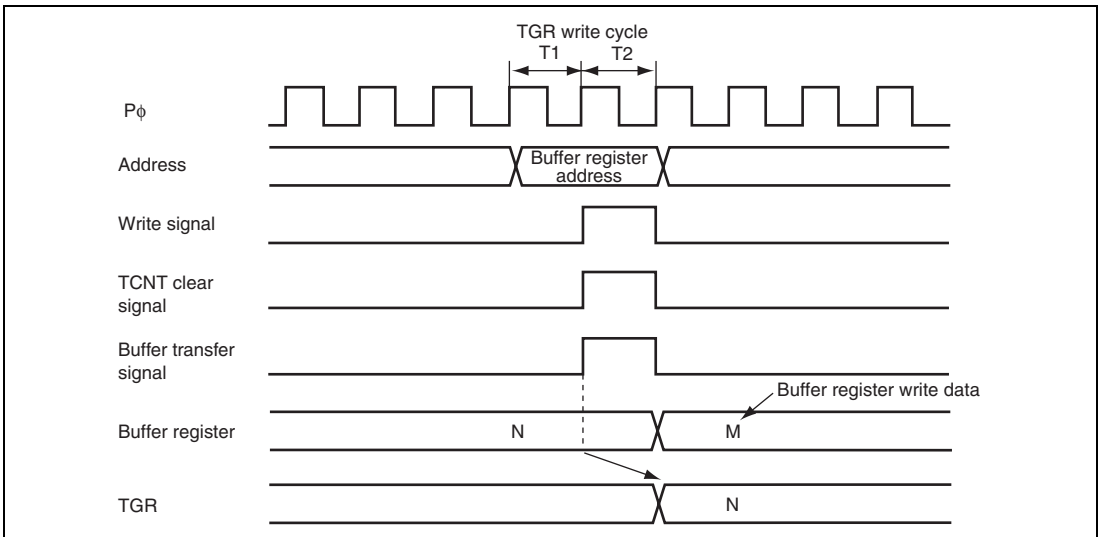 TGR write cycle
T1 T2
Pϕ
Address
Buffer register
address
Write signal
TCNT clear
signal
Buffer transfer
signal
Buffer register write data
Buffer register
N M
TGR
N